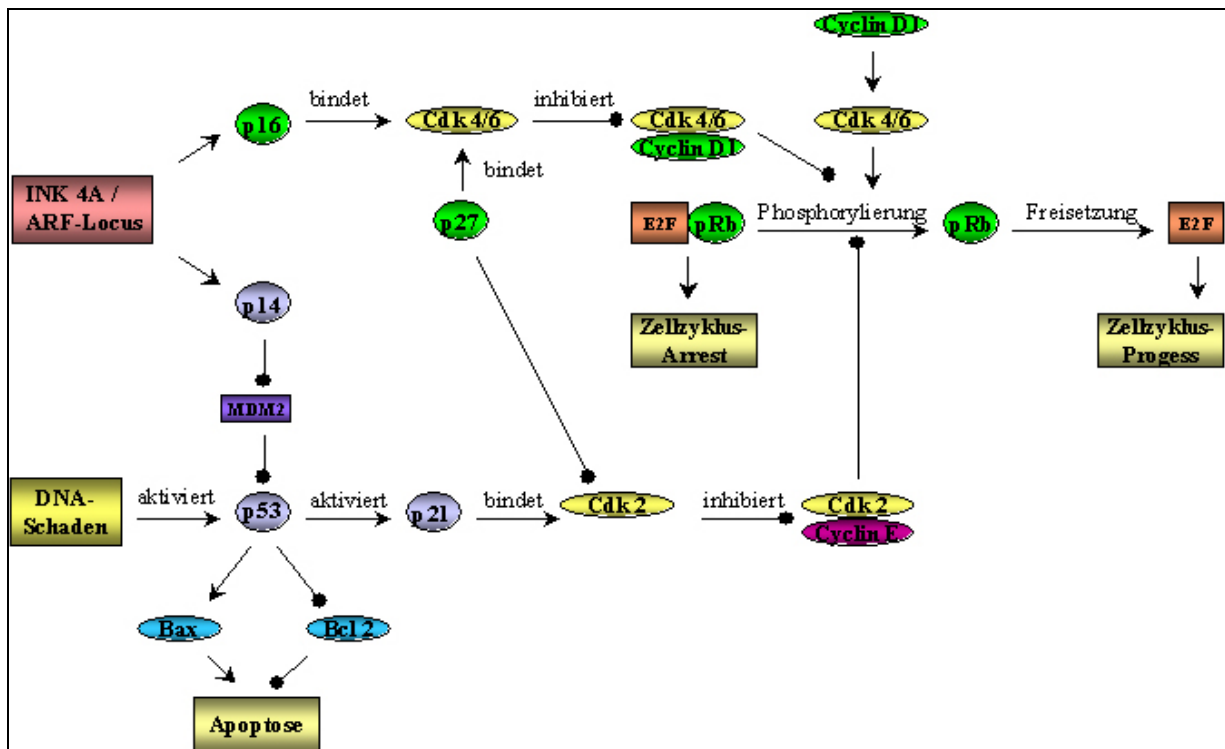 Cyclin D1
bindet
inhibiert
p16
Cdk 4/6
Cdk 4/6
Cyclin D1
Cdk 4/6
bindet
INK 4A /
ARF-Locus
p27
E2F
pRb
Phosphorylierung
pRb
Freisetzung
E2F
p14
Zellzyklus-
Arrest
Zellzyklus-
Progess
MDM2
DNA-
Schaden
aktiviert
p53
aktiviert
p21
bindet
Cdk 2
inhibiert
Cdk 2
Cyclin E
Bax
Bcl 2
Apoptose